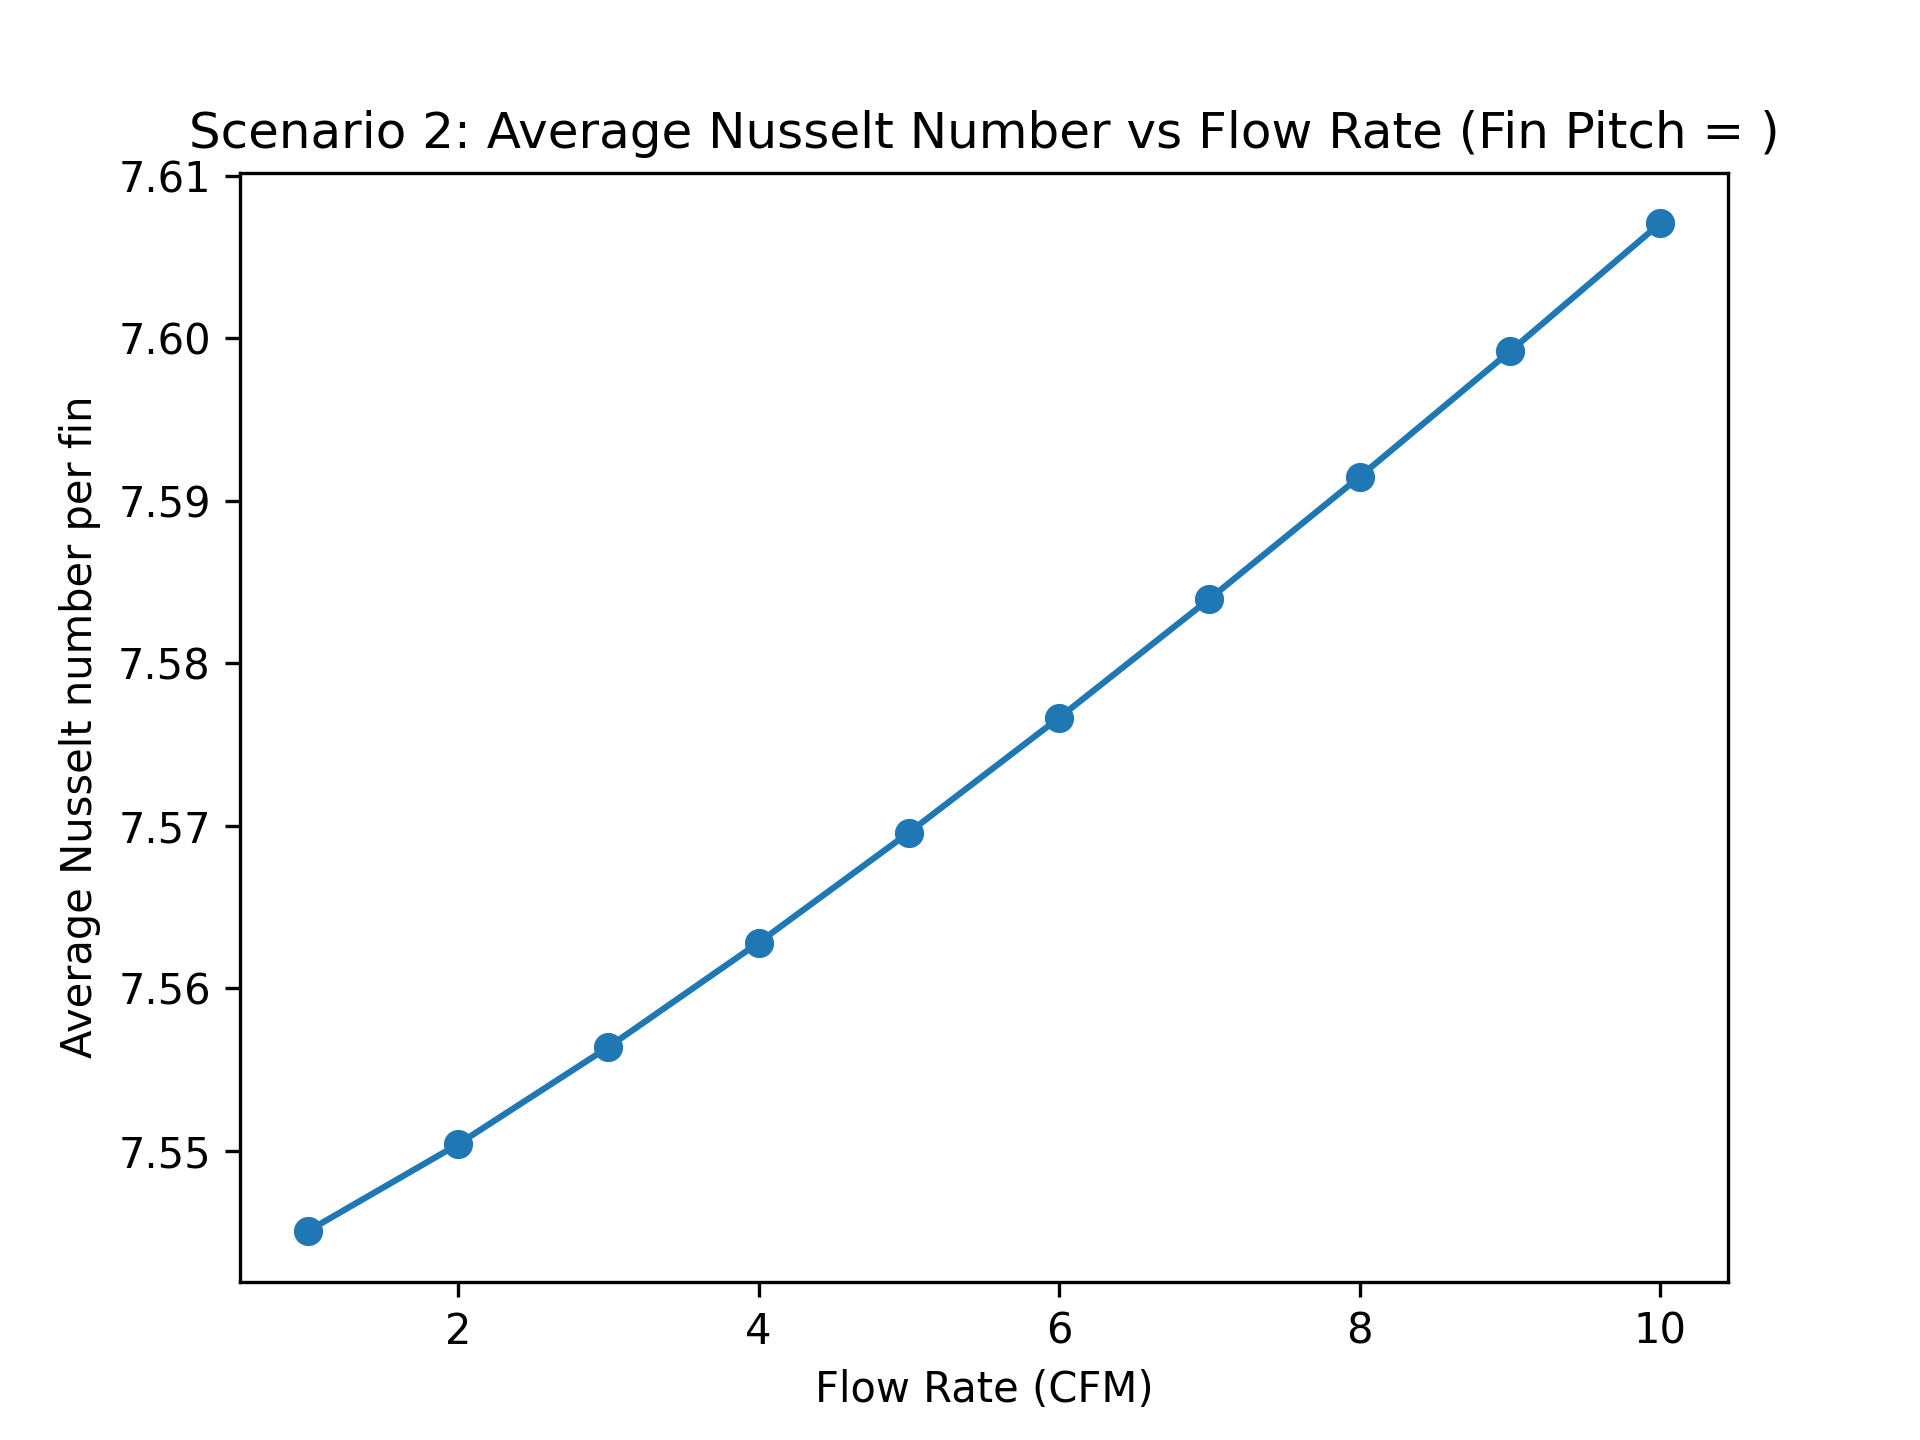 Scenario 2: Average Nusselt Number vs Flow Rate (Fin Pitch = )
7.61
7.60
7.59
7.58
7.57
7.56
7.55
Average Nusselt number per fin
2 4 6 8 10
Flow Rate (CFM)